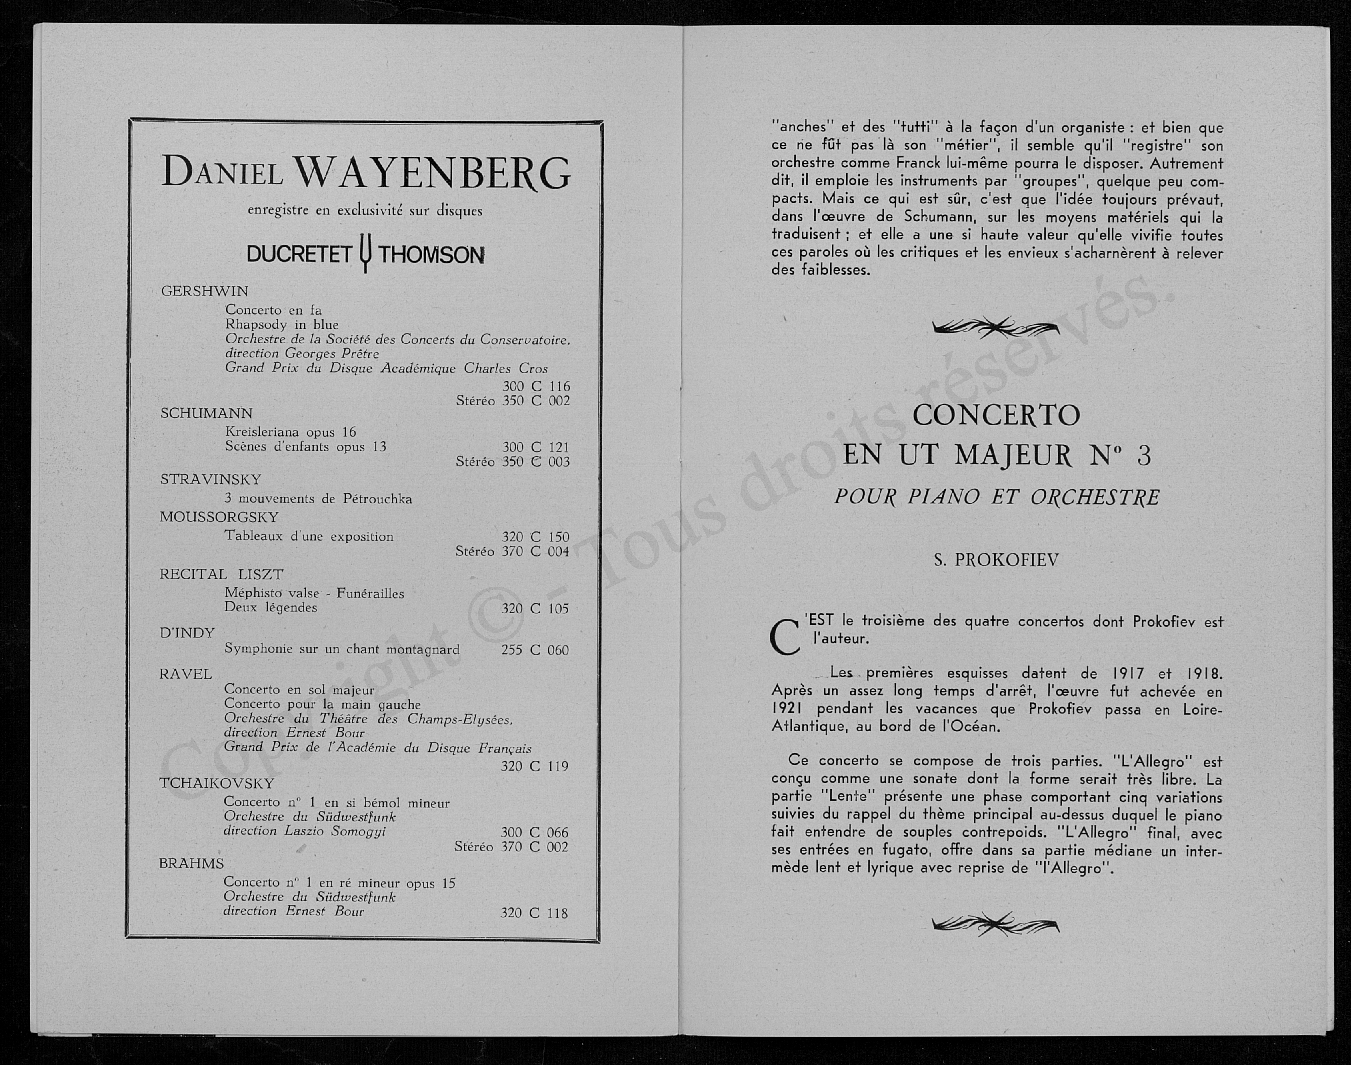 DANIEL WAYENBERG
enregistre en exclusivité sur disques
DUCRETET THOMSON
GERSHWIN
Concerto en fa
Rhapsody in blue
Orchestre de la Société des Concerts du Conservatoire,
direction Georges Prêtre
Grand Prix du Disque Académique Charles Cros
300 C 116
Stéréo 350 C 002
SCHUMANN
Kreisleriana opus 16
Scènes d'enfants opus 13 300 C 121
Stéréo 350 C 003
STRAVINSKY
3 mouvements de Pétrouchka
MOUSSORGSKY
Tableaux d'une exposition 320 C 150
Stéréo 370 C 004
RECITAL LISZT
Méphisto valse - Funérailles
Deux légendes 320 C 105
D'INDY
Symphonie sur un chant montagnard 255 C 060
RAVEL
Concerto en sol majeur
Concerto pour la main gauche
Orchestre du Théâtre des Champs-Elysées,
direction Ernest Bour
Grand Prix de l'Académie du Disque Français
320 C 119
TCHAIKOVSKY
Concerto n° 1 en si bémol mineur
Orchestre du Südwestfunk
direction Laszio Somogyi 300 C 066
Stéréo 370 C 002
BRAHMS
Concerto n° 1 en ré mineur opus 15
Orchestre du Südwestfunk
direction Ernest Bour 320 C 118
"anches" et des "tutti" à la façon d'un organiste : et bien que
ce ne fût pas là son "métier", il semble qu'il "registre" son
orchestre comme Franck lui-même pourra le disposer. Autrement
dit, il emploie les instruments par "groupes", quelque peu com-
pacts. Mais ce qui est sûr, c'est que l'idée toujours prévaut,
dans l'œuvre de Schumann, sur les moyens matériels qui la
traduisent ; et elle a une si haute valeur qu'elle vivifie toutes
ces paroles où les critiques et les envieux s'acharnèrent à relever
des faiblesses.
CONCERTO
EN UT MAJEUR N° 3
POUR PIANO ET ORCHESTRE
S. PROKOFIEV
C'EST le troisième des quatre concertos dont Prokofiev est
l'auteur.
Les premières esquisses datent de 1917 et 1918.
Après un assez long temps d'arrêt, l'œuvre fut achevée en
1921 pendant les vacances que Prokofiev passa en Loire-
Atlantique, au bord de l'Océan.
Ce concerto se compose de trois parties. "L'Allegro" est
conçu comme une sonate dont la forme serait très libre. La
partie "Lente" présente une phase comportant cinq variations
suivies du rappel du thème principal au-dessus duquel le piano
fait entendre de souples contrepoids. "L'Allegro" final, avec
ses entrées en fugato, offre dans sa partie médiane un inter-
mède lent et lyrique avec reprise de "l'Allegro".
Copyright © - Tous droits réservés.